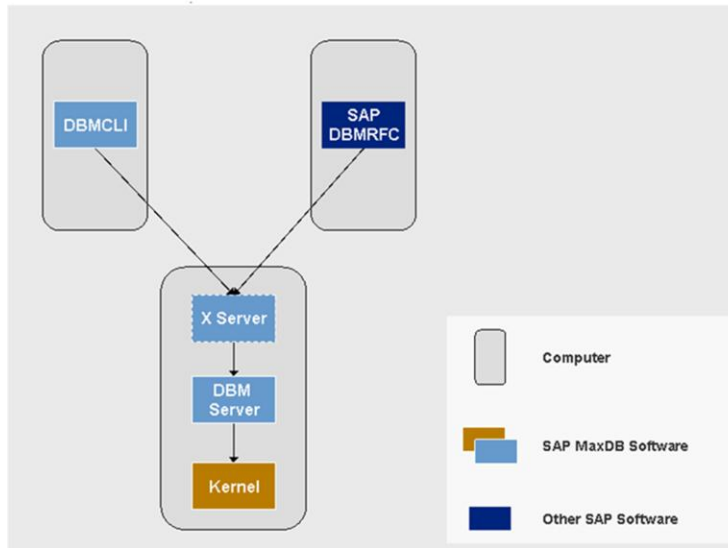 DBMCLI
SAP
DBMRFC
X Server
DBM
Server
Kernel
Computer
SAP MaxDB Software
Other SAP Software